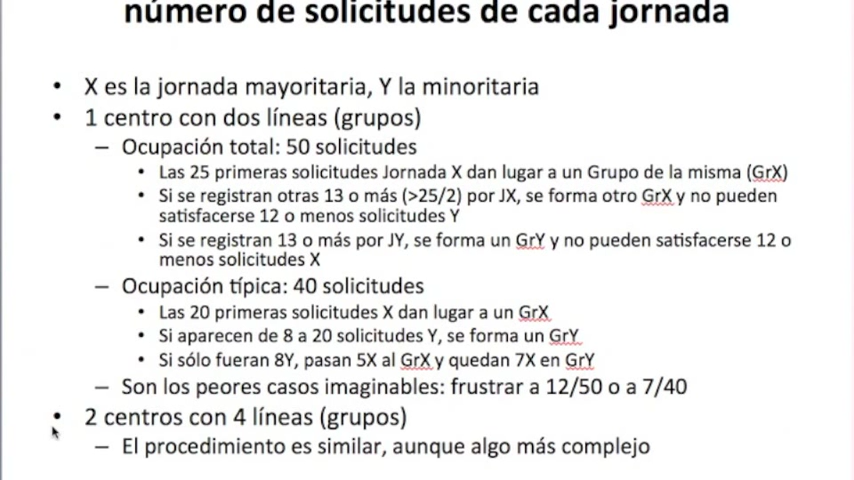 número de solicitudes de cada jornada
• X es la jornada mayoritaria, Y la minoritaria
• 1 centro con dos líneas (grupos)
– Ocupación total: 50 solicitudes
• Las 25 primeras solicitudes Jornada X dan lugar a un Grupo de la misma (GrX)
• Si se registran otras 13 o más (>25/2) por JX, se forma otro GrX y no pueden
satisfacerse 12 o menos solicitudes Y
• Si se registran 13 o más por JY, se forma un GrY y no pueden satisfacerse 12 o
menos solicitudes X
– Ocupación típica: 40 solicitudes
• Las 20 primeras solicitudes X dan lugar a un GrX
• Si aparecen de 8 a 20 solicitudes Y, se forma un GrY
• Si sólo fueran 8Y, pasan 5X al GrX y quedan 7X en GrY
– Son los peores casos imaginables: frustrar a 12/50 o a 7/40
• 2 centros con 4 líneas (grupos)
– El procedimiento es similar, aunque algo más complejo